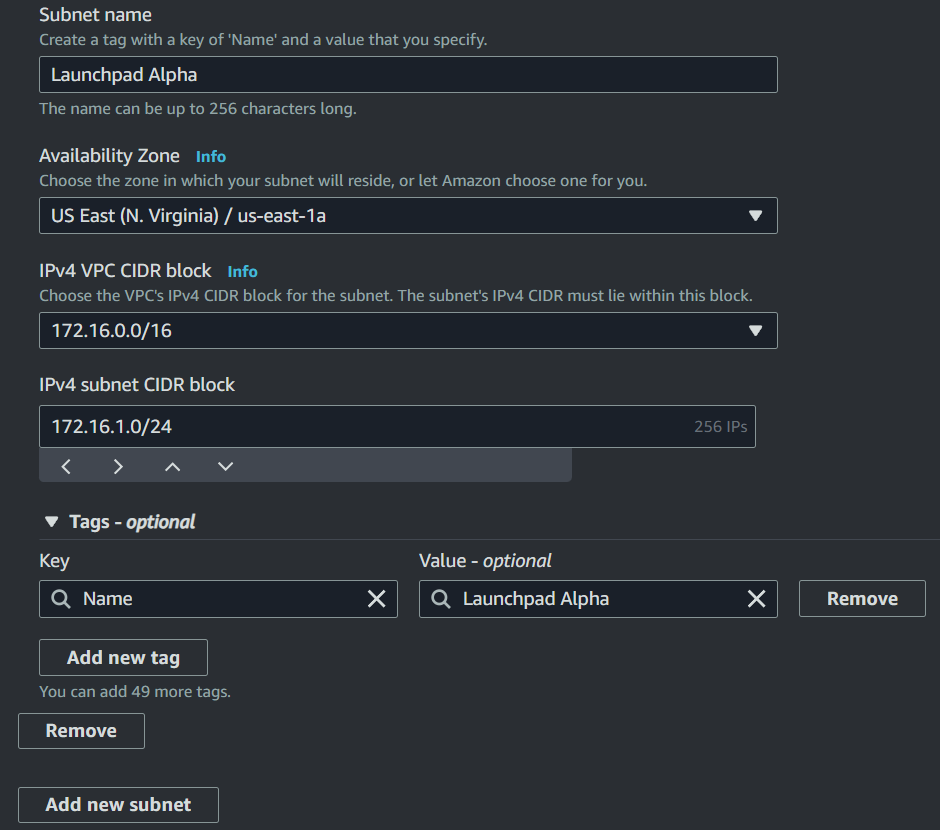 Subnet name
Create a tag with a key of 'Name' and a value that you specify.
Launchpad Alpha
The name can be up to 256 characters long.
Availability Zone Info
Choose the zone in which your subnet will reside, or let Amazon choose one for you.
US East (N. Virginia) / us-east-1a
IPv4 VPC CIDR block Info
Choose the VPC's IPv4 CIDR block for the subnet. The subnet's IPv4 CIDR must lie within this block.
172.16.0.0/16
IPv4 subnet CIDR block
172.16.1.0/24 256 IPs
Tags - optional
Key Value - optional
Name Launchpad Alpha Remove
Add new tag
You can add 49 more tags.
Remove
Add new subnet